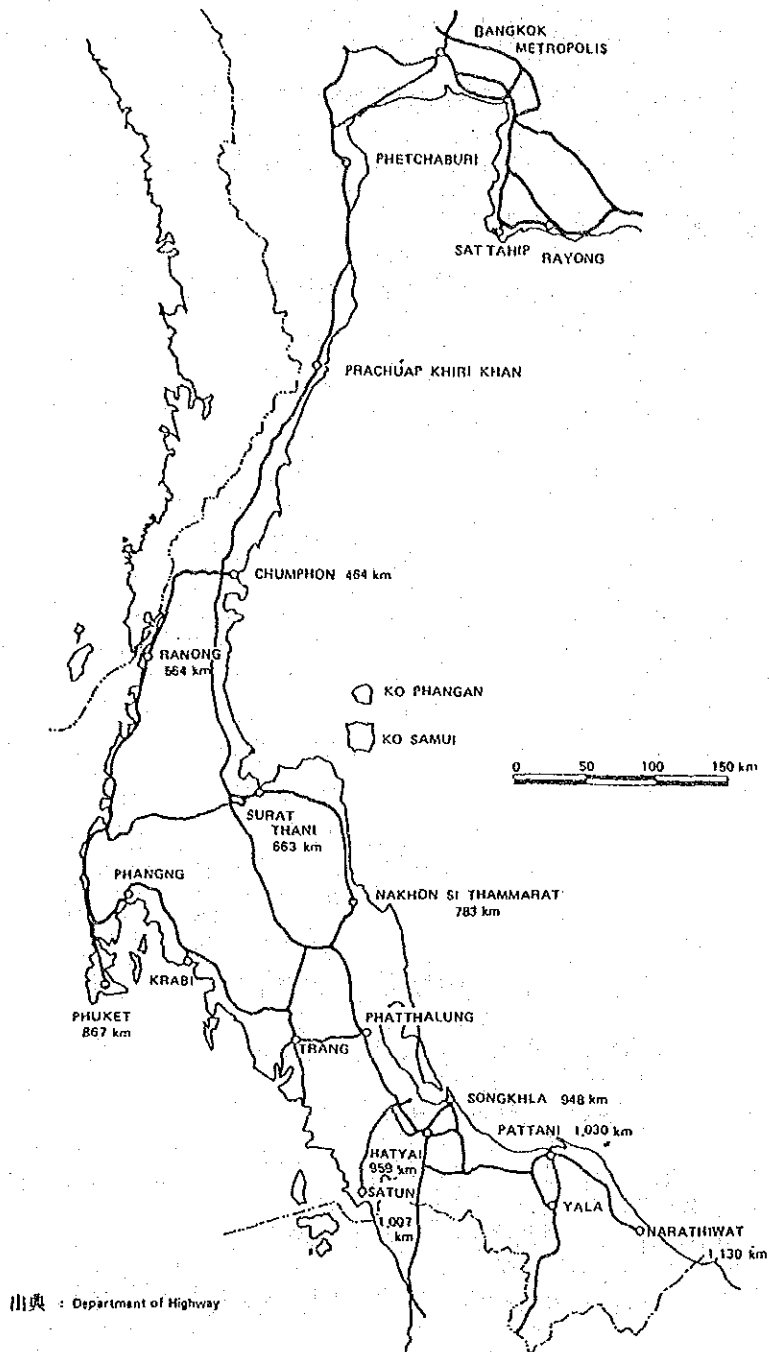 BANGKOK
METROPOLIS
PHETCHABURI
SATTAHIP
RAYONG
PRACHUAP KHIRI KHAN
CHUMPHON 464 km
RANONG
564 km
KO PHANGAN
KO SAMUI
0 50 100 150 km
SURAT
THANI
663 km
PHANGNG
NAKHON SI THAMMARAT
783 km
KRABI
PHUKET
867 km
PHATTHALUNG
TRANG
SONGKHLA 948 km
PATTANI 1,030 km
HATYAI
959 km
SATUN
1,007
km
YALA
NARATHIWAT
1,130 km
出典 : Department of Highway